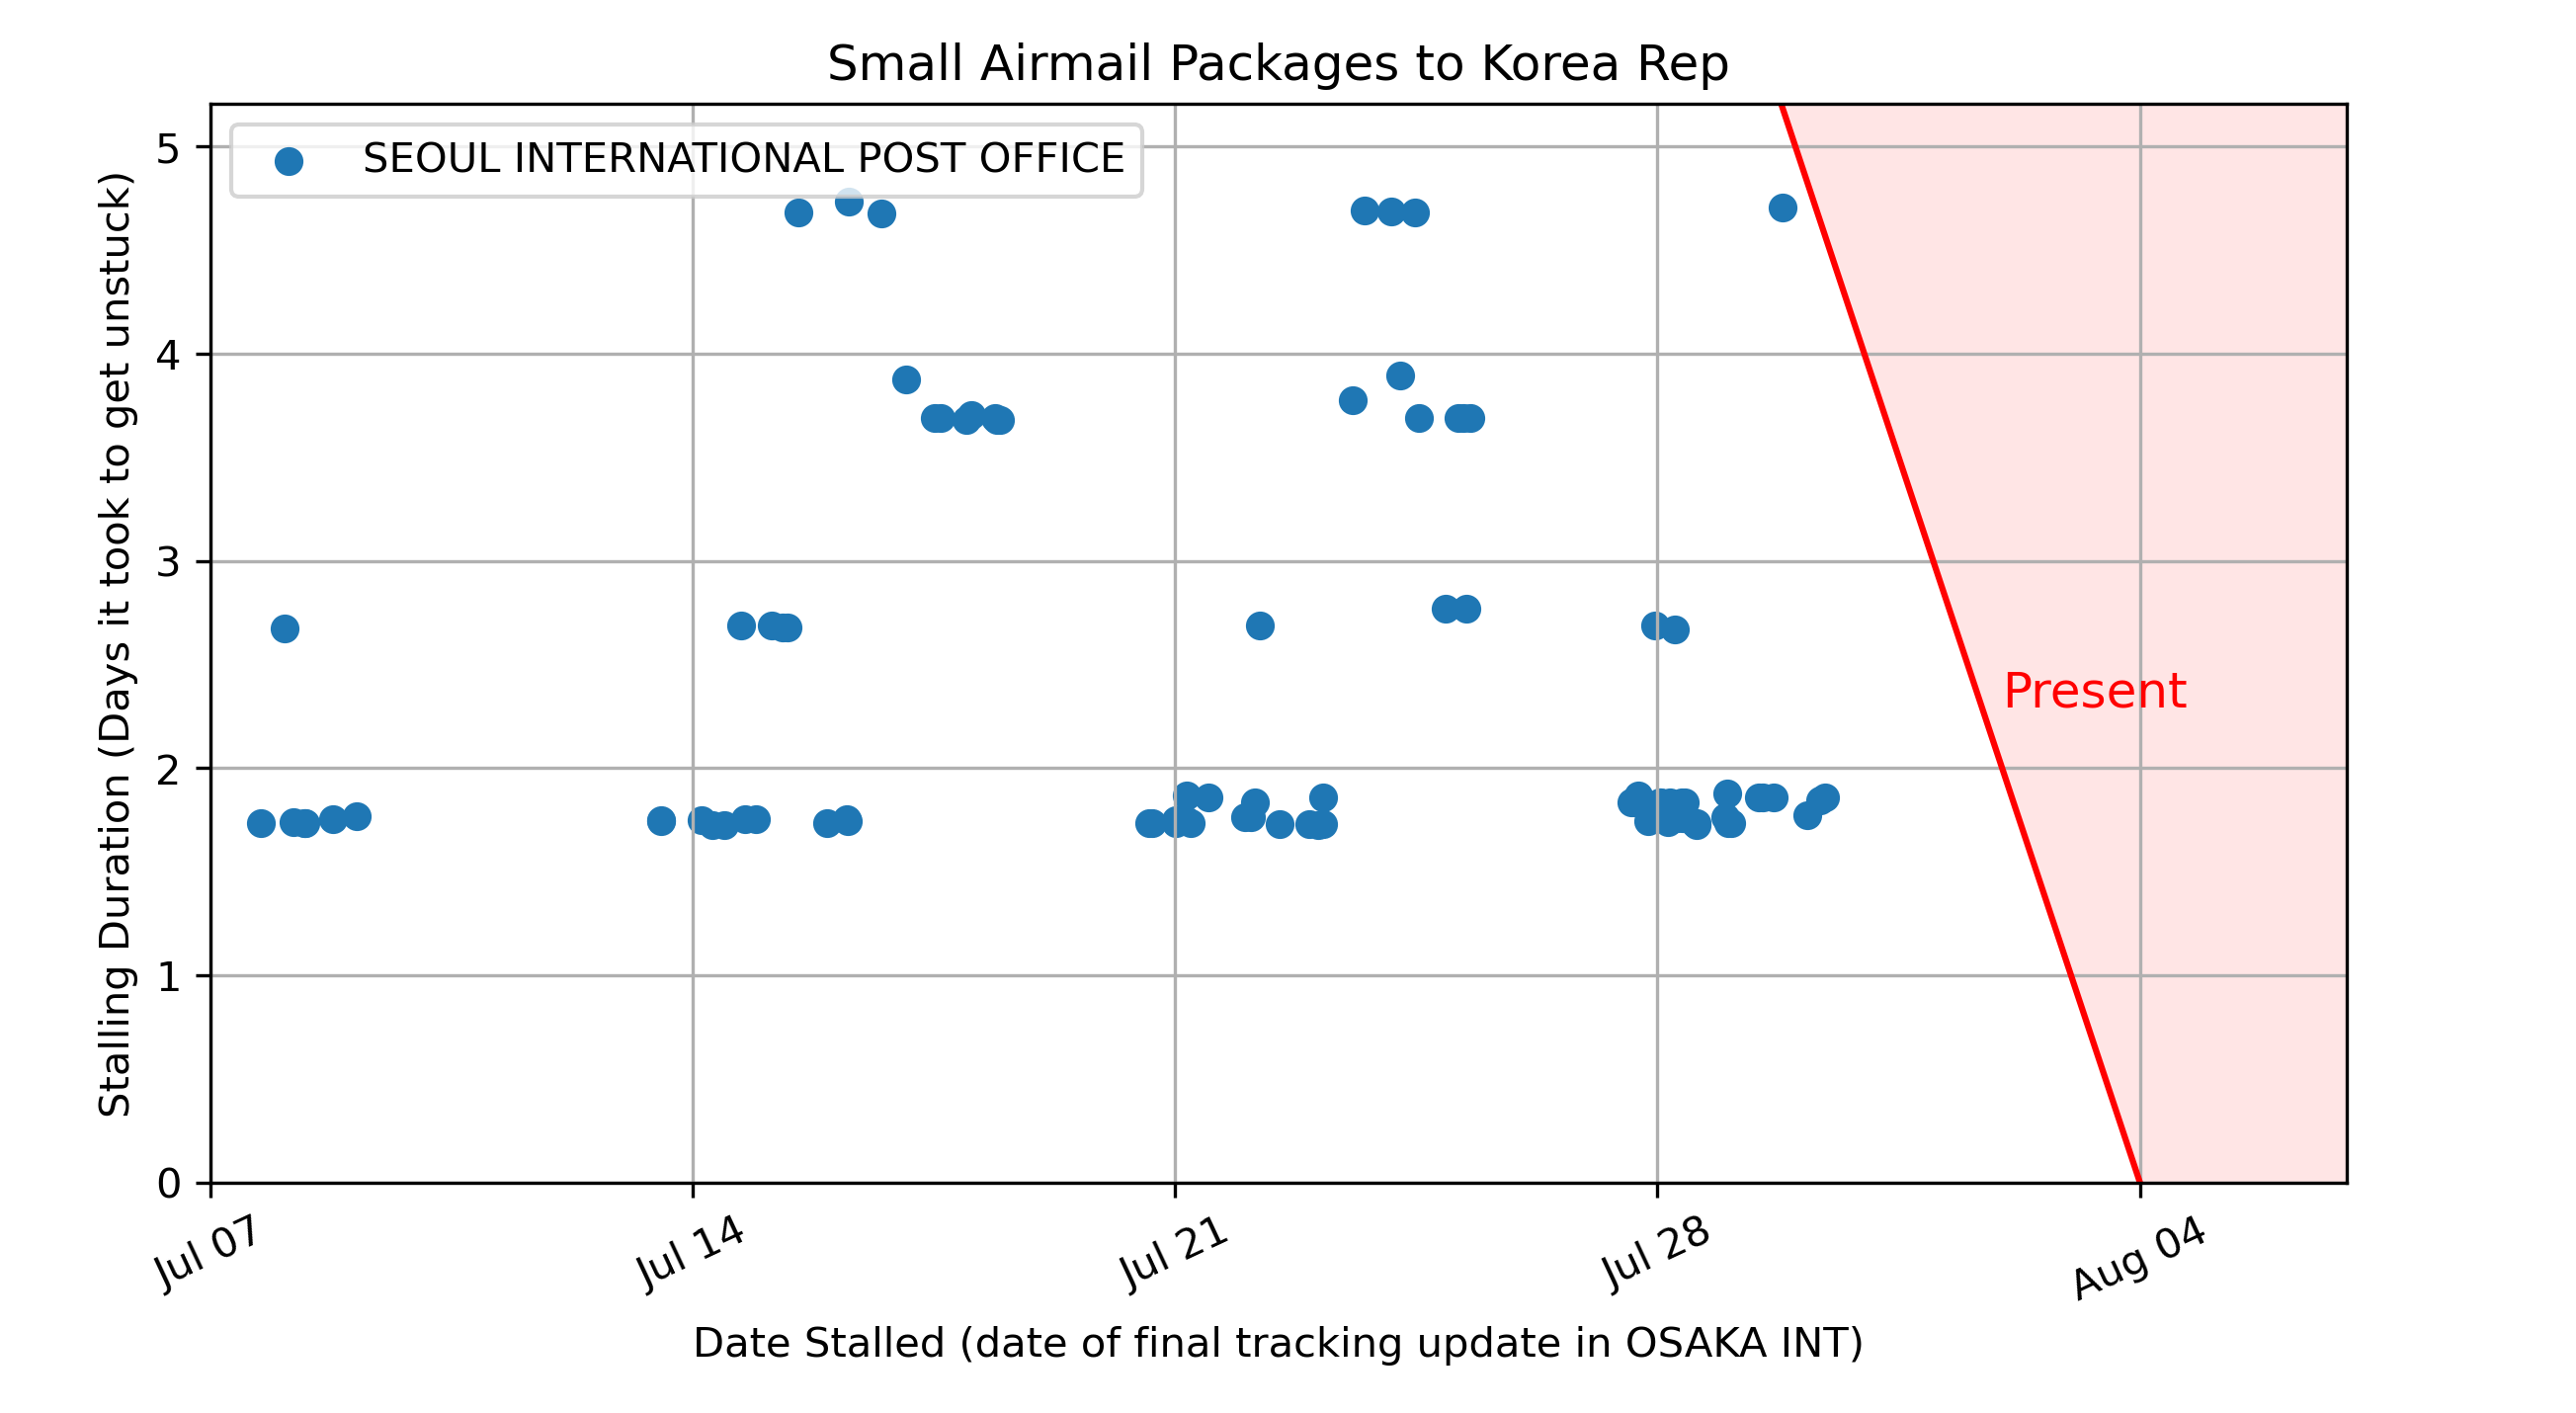 Small Airmail Packages to Korea Rep
SEOUL INTERNATIONAL POST OFFICE
Stalling Duration (Days it took to get unstuck)
5
4
3
2
1
0
Present
Jul 07
Jul 14
Jul 21
Jul 28
Aug 04
Date Stalled (date of final tracking update in OSAKA INT)